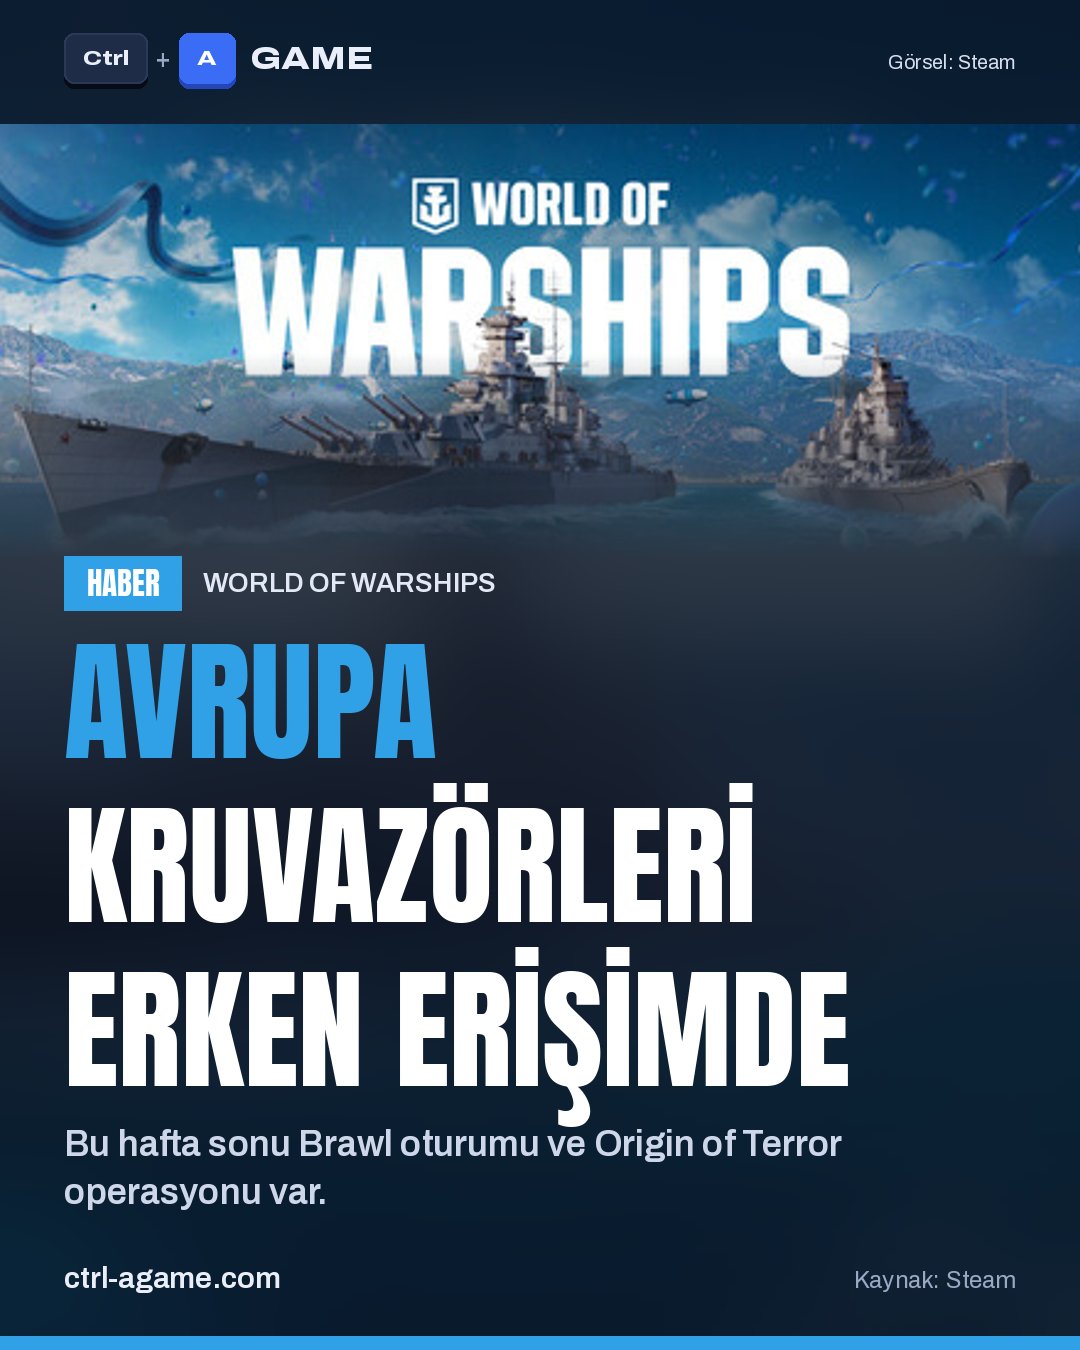 Ctrl + A GAME
Görsel: Steam
WORLD OF
WARSHIPS
HABER WORLD OF WARSHIPS
AVRUPA
KRUVAZÖRLERİ
ERKEN ERİŞİMDE
Bu hafta sonu Brawl oturumu ve Origin of Terror
operasyonu var.
ctrl-agame.com
Kaynak: Steam